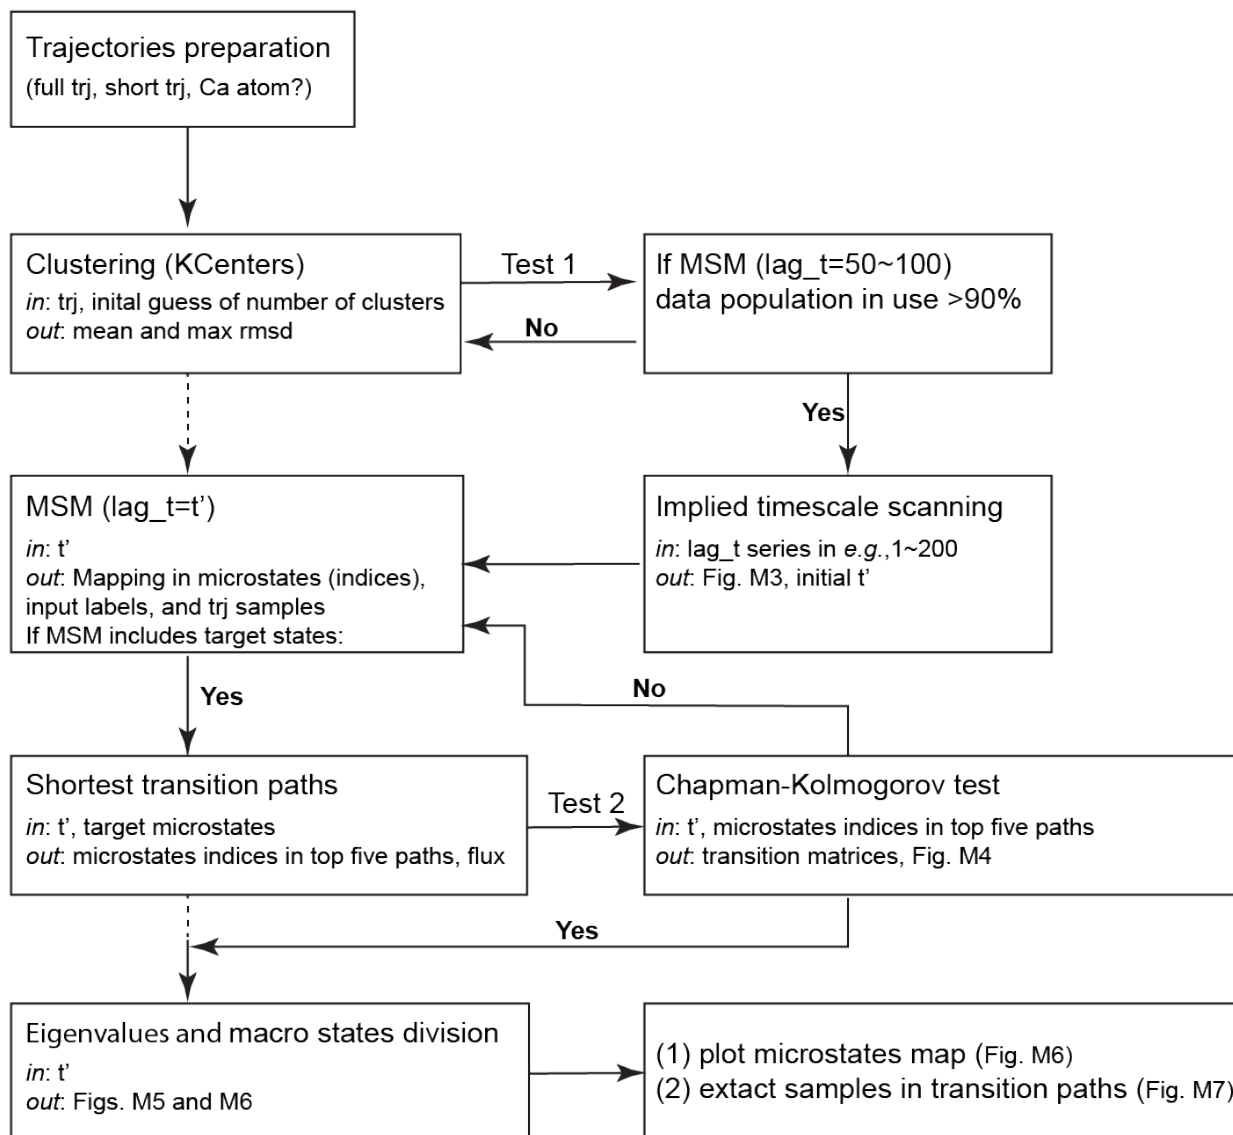 Trajectories preparation
(full trj, short trj, Ca atom?)
Clustering (KCenters)
in: trj, inital guess of number of clusters
out: mean and max rmsd
Test 1
No
If MSM (lag_t=50~100)
data population in use >90%
Yes
MSM (lag_t=t’)
in: t’
out: Mapping in microstates (indices),
input labels, and trj samples
If MSM includes target states:
Implied timescale scanning
in: lag_t series in e.g.,1~200
out: Fig. M3, initial t’
Yes
No
Shortest transition paths
in: t’, target microstates
out: microstates indices in top five paths, flux
Test 2
Chapman-Kolmogorov test
in: t’, microstates indices in top five paths
out: transition matrices, Fig. M4
Yes
Eigenvalues and macro states division
in: t’
out: Figs. M5 and M6
(1) plot microstates map (Fig. M6)
(2) extact samples in transition paths (Fig. M7)